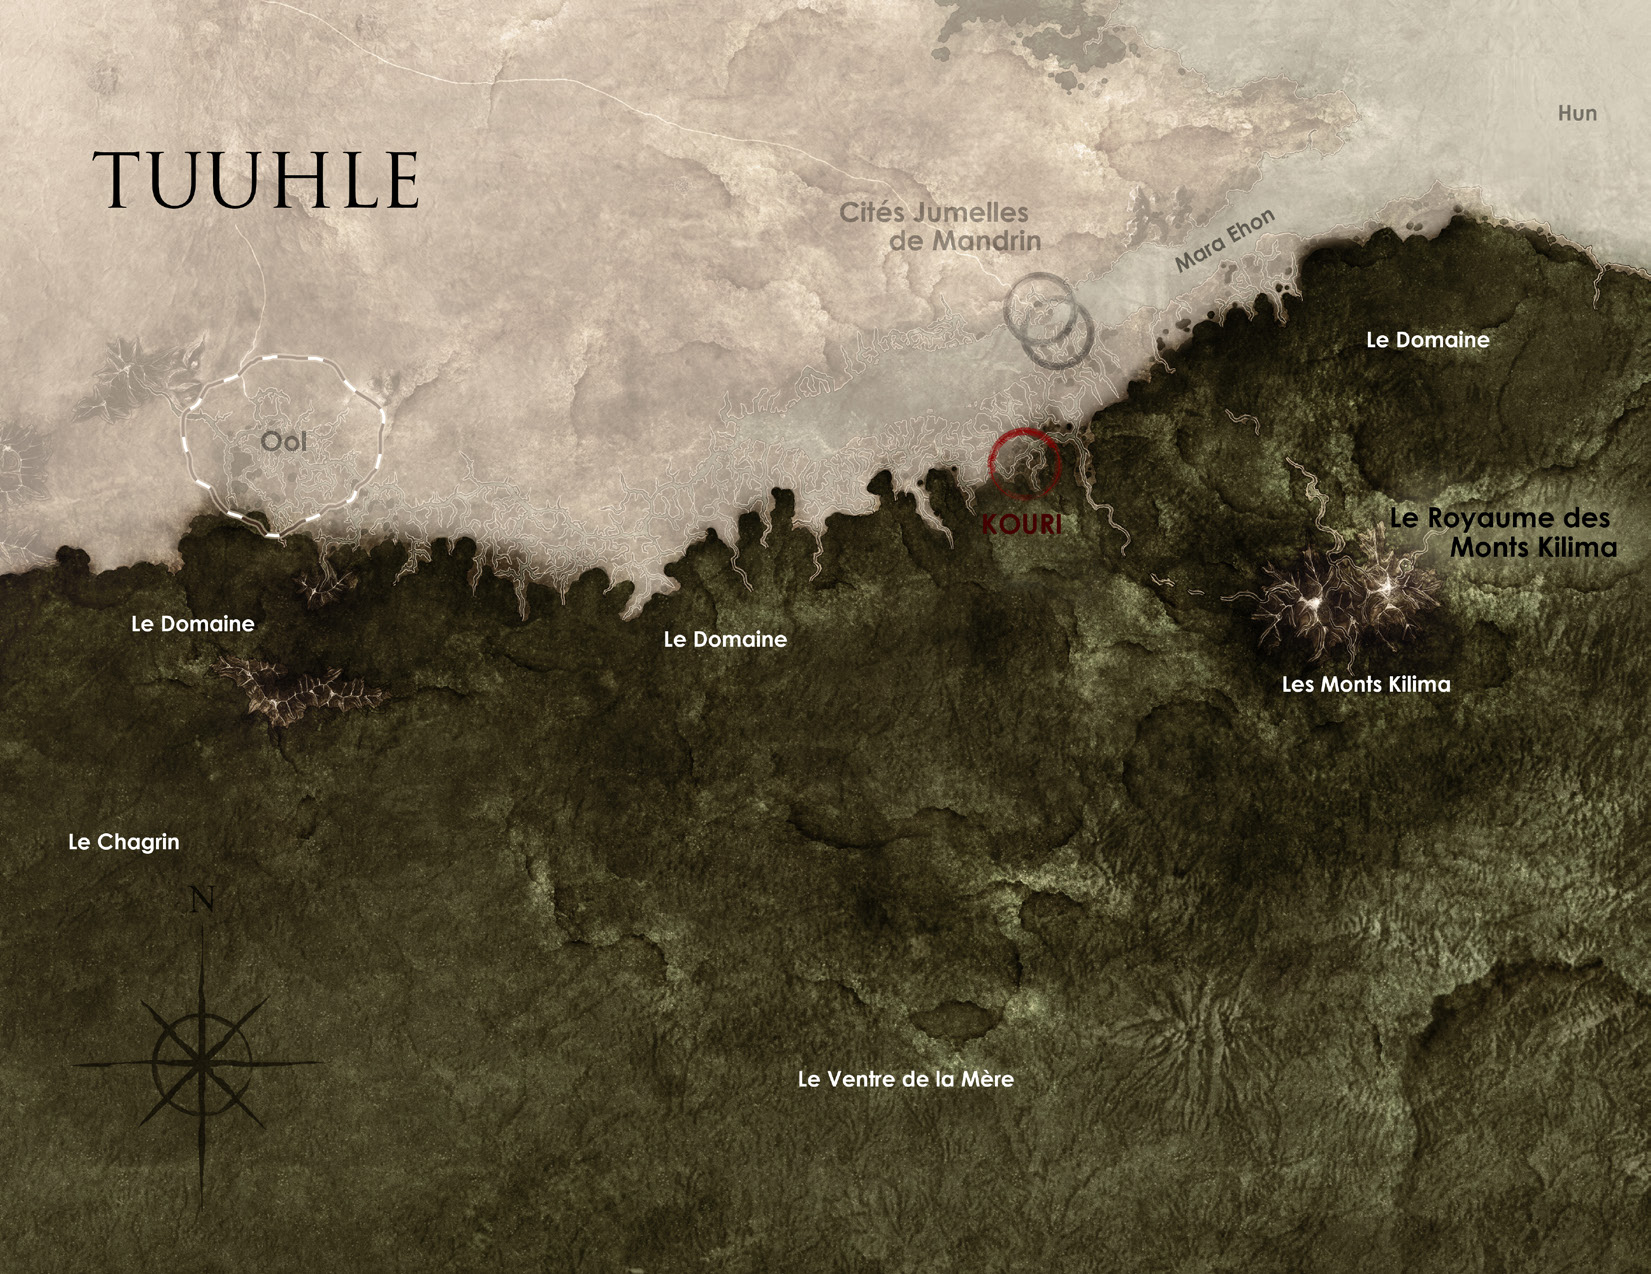 Hun
TUUHLE
Cités Jumelles
de Mandrin
Mara Ehon
Le Domaine
Ool
KOURI
Le Royaume des
Monts Kilima
Le Domaine
Le Domaine
Les Monts Kilima
Le Chagrin
N
Le Ventre de la Mère